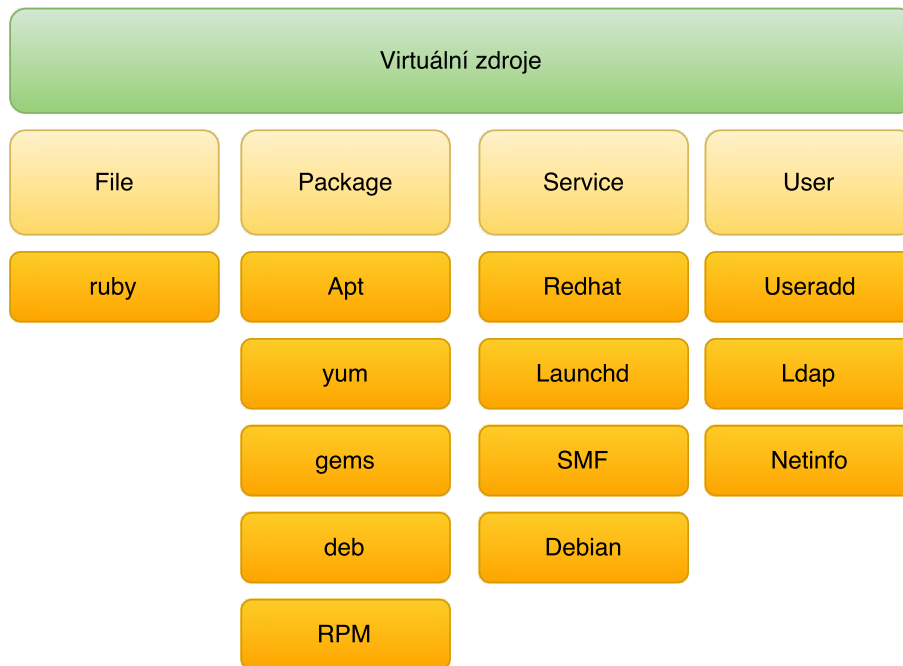 Virtuální zdroje
File
Package
Service
User
ruby
Apt
Redhat
Useradd
yum
Launchd
Ldap
gems
SMF
Netinfo
deb
Debian
RPM